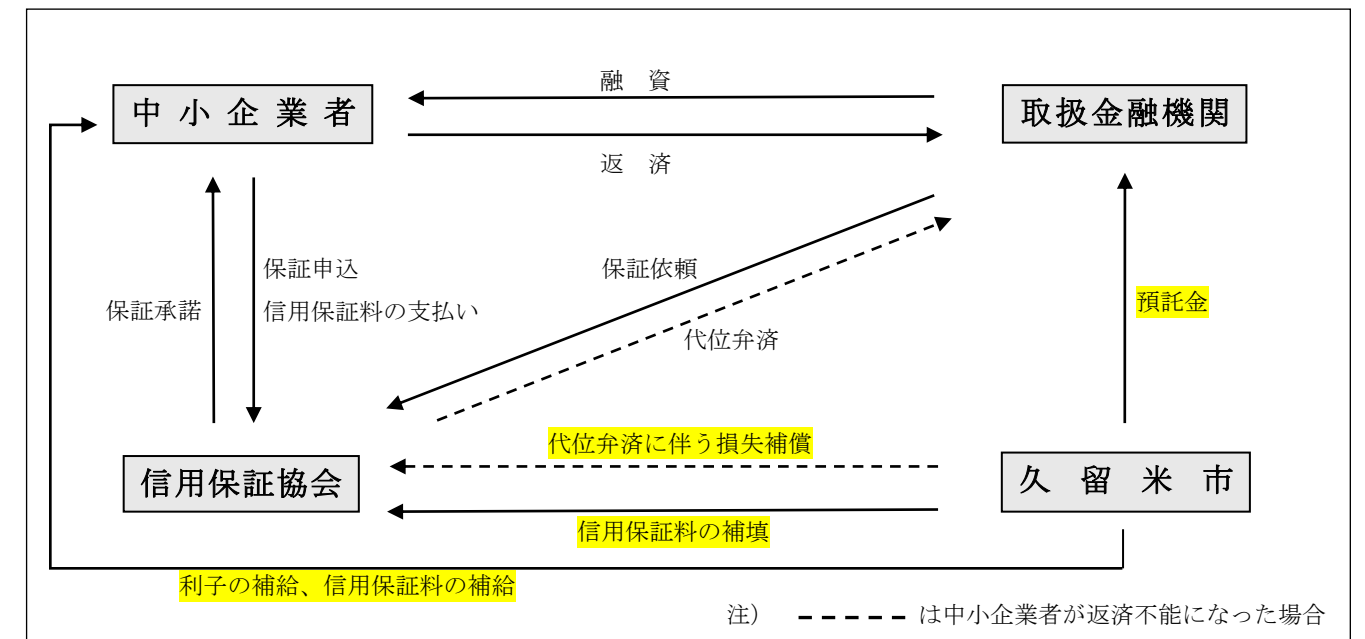 融 資
中 小 企 業 者
取扱金融機関
返 済
保証申込
保証依頼
保証承諾
信用保証料の支払い
預託金
代位弁済
代位弁済に伴う損失補償
信用保証協会
久 留 米 市
信用保証料の補填
利子の補給、信用保証料の補給
注） －－－－－ は中小企業者が返済不能になった場合